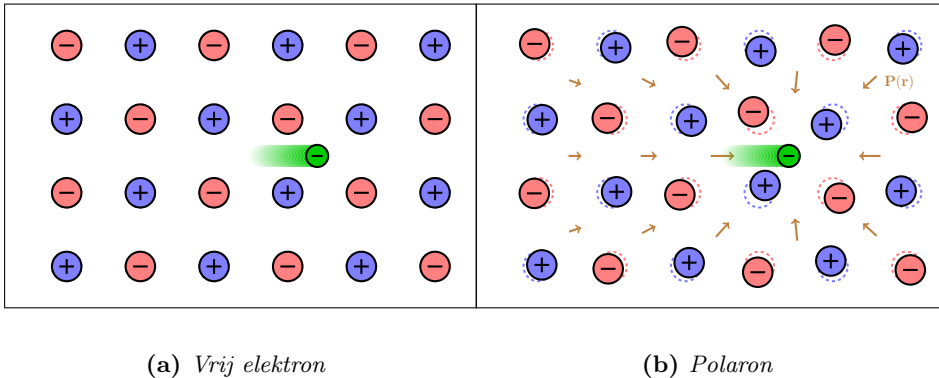 − + − + − +
+ − + − + −
−
− + − + − +
+ − + − + −
− + − + − +
P(r)
+ − + − + −
−
− + − + − +
+ − + − + −
(a) Vrij elektron
(b) Polaron